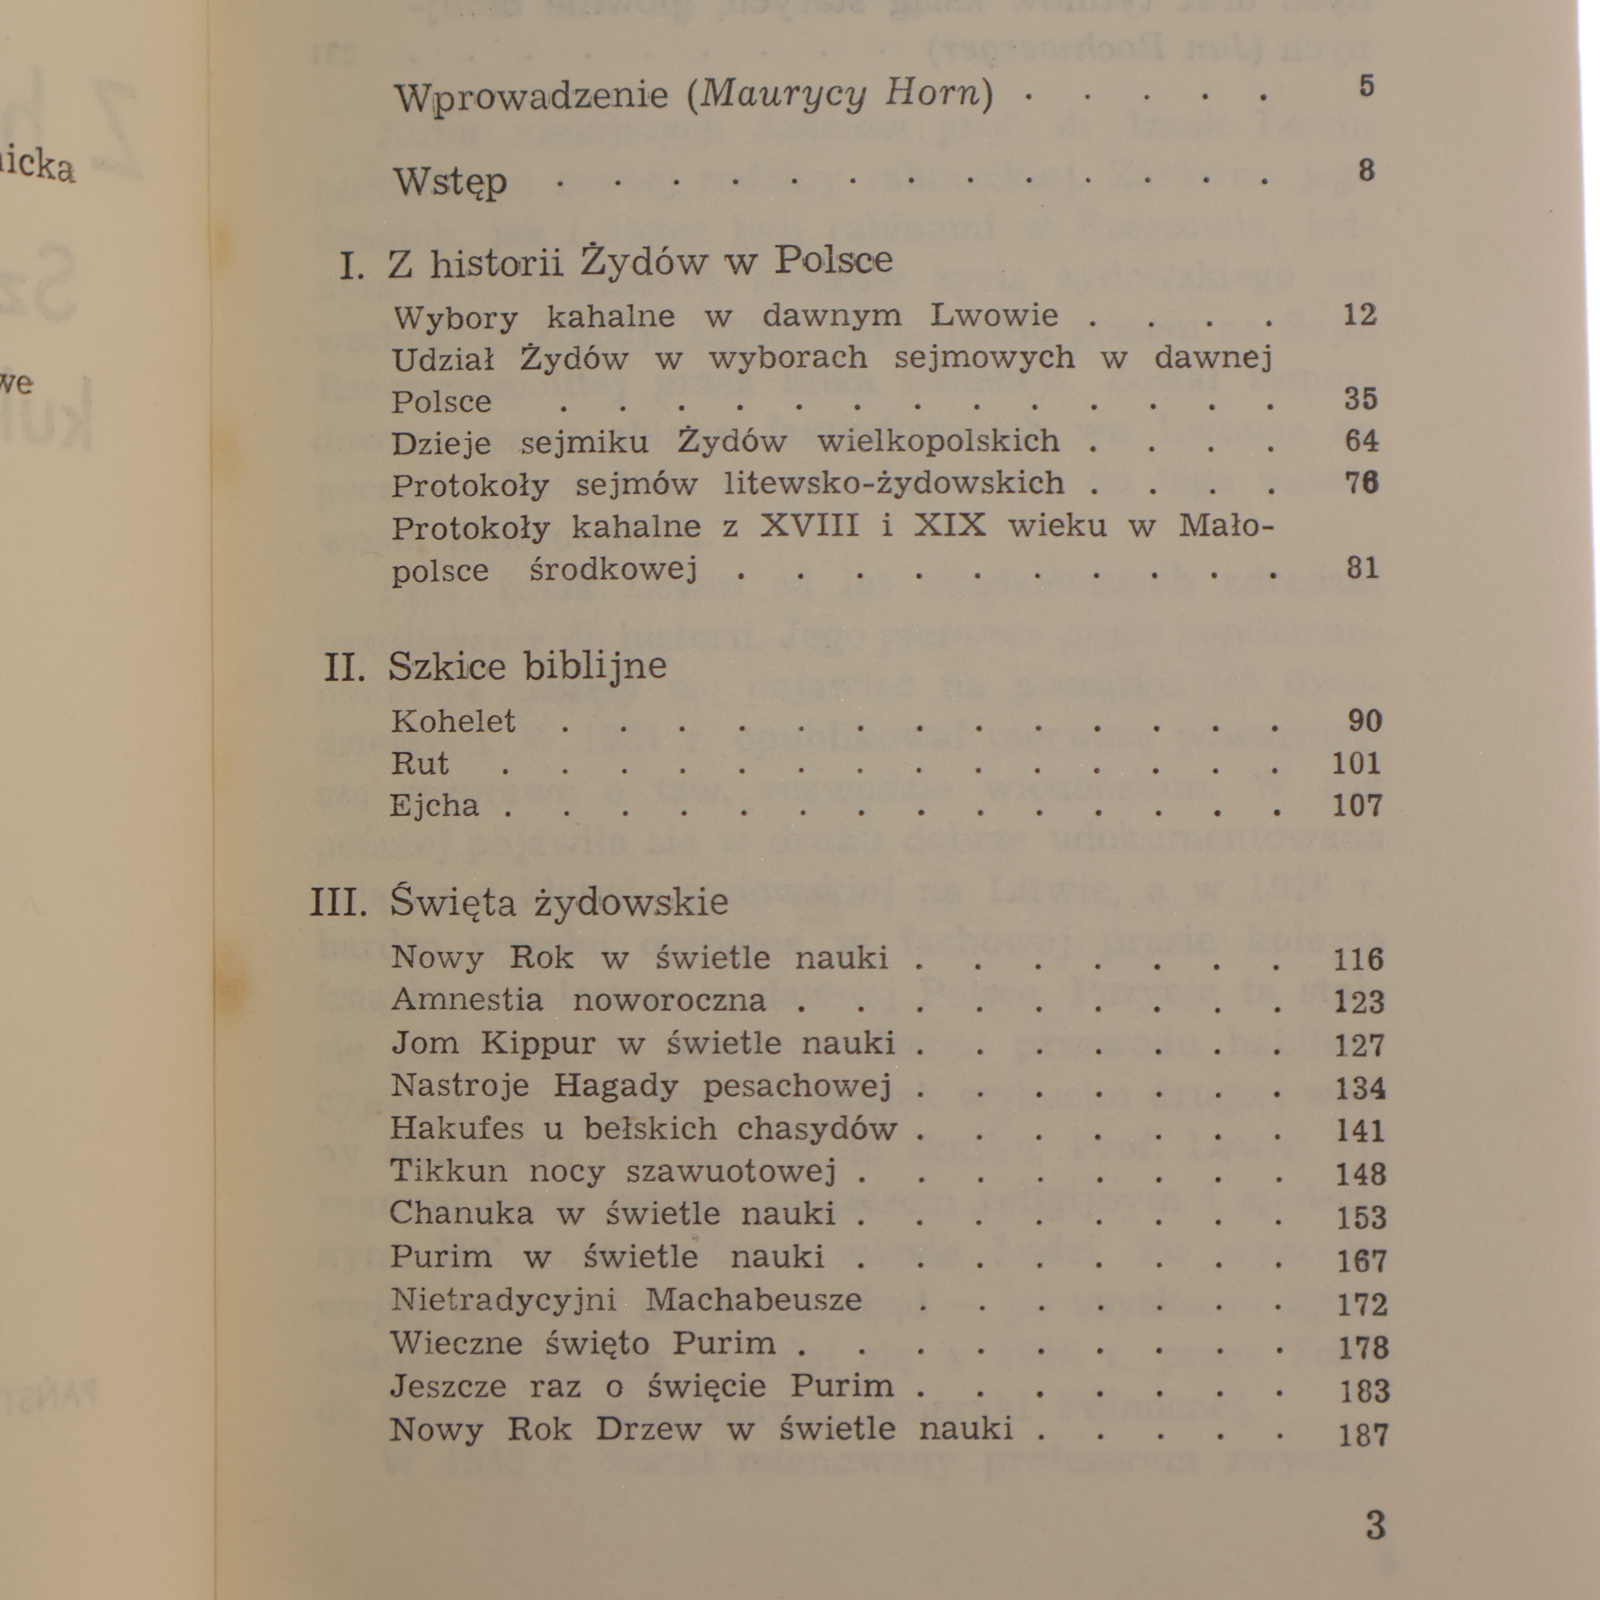 Wprowadzenie (Maurycy Horn) . . . . . 5
Wstęp . . . . . . . . . . . . . 8
I. Z historii Żydów w Polsce
Wybory kahalne w dawnym Lwowie . . . . 12
Udział Żydów w wyborach sejmowych w dawnej
Polsce . . . . . . . . . . . . . 35
Dzieje sejmiku Żydów wielkopolskich . . . . 64
Protokoły sejmów litewsko-żydowskich . . . . 76
Protokoły kahalne z XVIII i XIX wieku w Mało-
polsce środkowej . . . . . . . . . . 81
II. Szkice biblijne
Kohelet . . . . . . . . . . . . . 90
Rut . . . . . . . . . . . . . . 101
Ejcha . . . . . . . . . . . . . . 107
III. Święta żydowskie
Nowy Rok w świetle nauki . . . . . . . 116
Amnestia noworoczna . . . . . . . . . 123
Jom Kippur w świetle nauki . . . . . . . 127
Nastroje Hagady pesachowej . . . . . . . 134
Hakufes u bełskich chasydów . . . . . . . 141
Tikkun nocy szawuotowej . . . . . . . . 148
Chanuka w świetle nauki . . . . . . . . 153
Purim w świetle nauki . . . . . . . . 167
Nietradycyjni Machabeusze . . . . . . . 172
Wieczne święto Purim . . . . . . . . . 178
Jeszcze raz o święcie Purim . . . . . . . 183
Nowy Rok Drzew w świetle nauki . . . . . 187
3